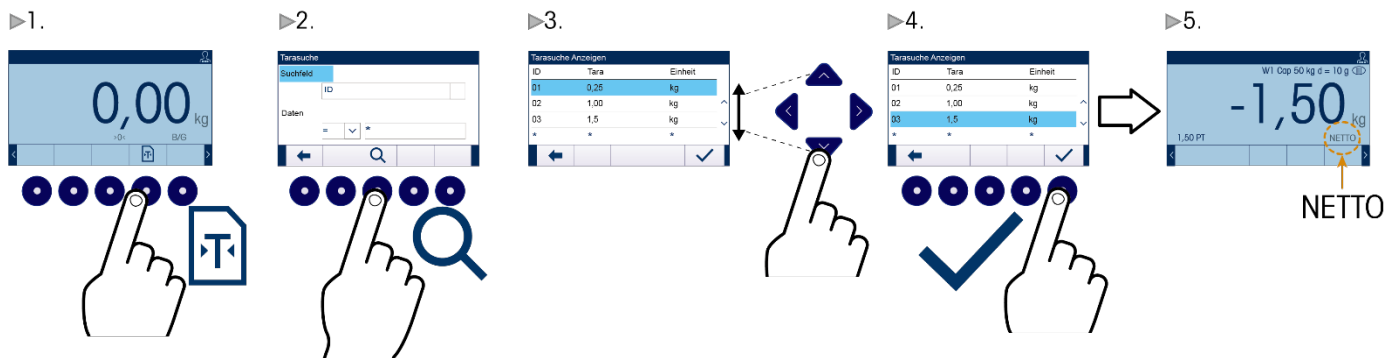 1.
0,00 kg
>0<
B/G
T
2.
Tarasuche
Suchfeld
ID
Daten
= *
3.
Tarasuche Anzeigen
ID Tara Einheit
01 0,25 kg
02 1,00 kg
03 1,5 kg
* * *
4.
Tarasuche Anzeigen
ID Tara Einheit
01 0,25 kg
02 1,00 kg
03 1,5 kg
* * *
5.
W1 Cap 50 kg d = 10 g
-1,50 kg
1,50 PT
NETTO
NETTO